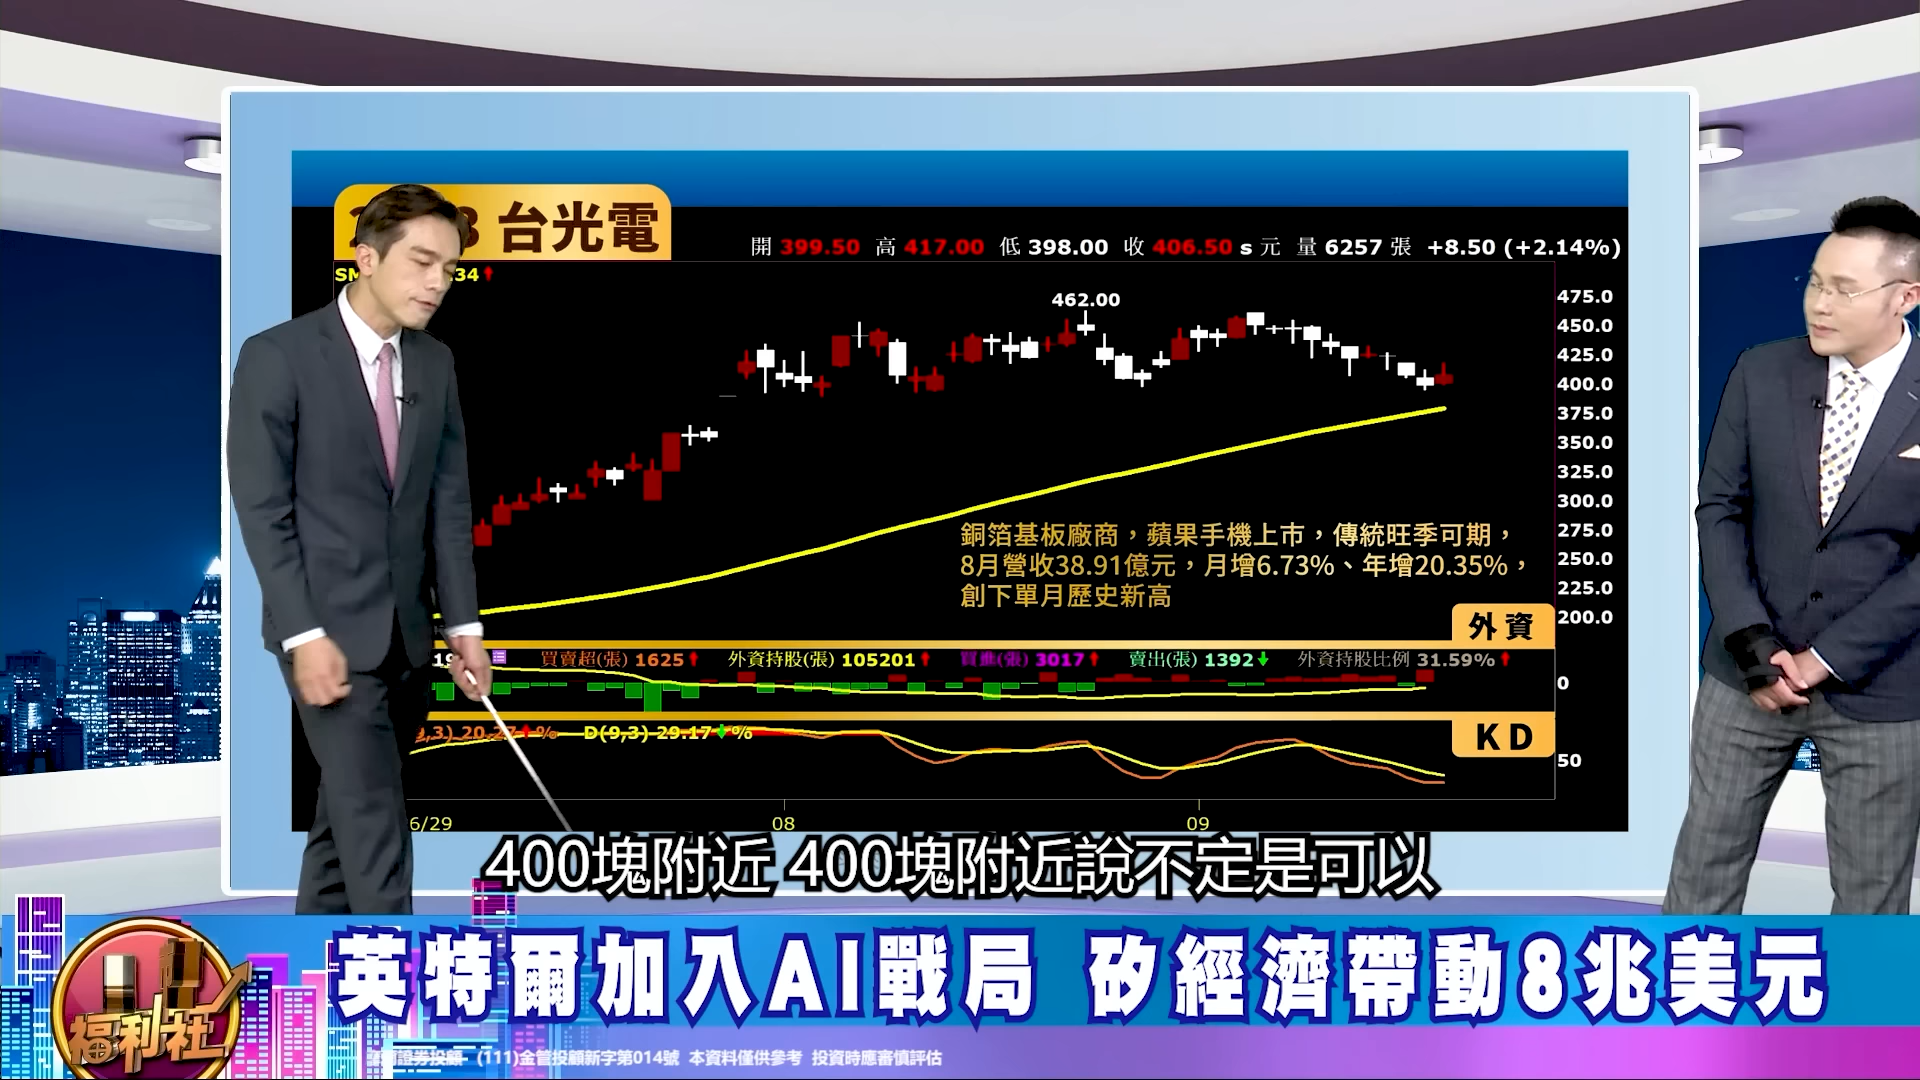 台光電
開 399.50 高 417.00 低 398.00 收 406.50 s 元 量 6257 張 +8.50 (+2.14%)
462.00
475.0
450.0
425.0
400.0
375.0
350.0
325.0
300.0
275.0
250.0
225.0
200.0
銅箔基板廠商，蘋果手機上市，傳統旺季可期，
8月營收38.91億元，月增6.73%、年增20.35%，
創下單月歷史新高
外資
買賣超(張) 1625 外資持股(張) 105201 買進(張) 3017 賣出(張) 1392 外資持股比例 31.59%
0
D(9,3) 29.17 %
KD
50
6/29 08 09
400塊附近 400塊附近說不定是可以
英特爾加入AI戰局 矽經濟帶動8兆美元
福利社
證券投顧 (111)金管投顧新字第014號 本資料僅供參考 投資時應審慎評估